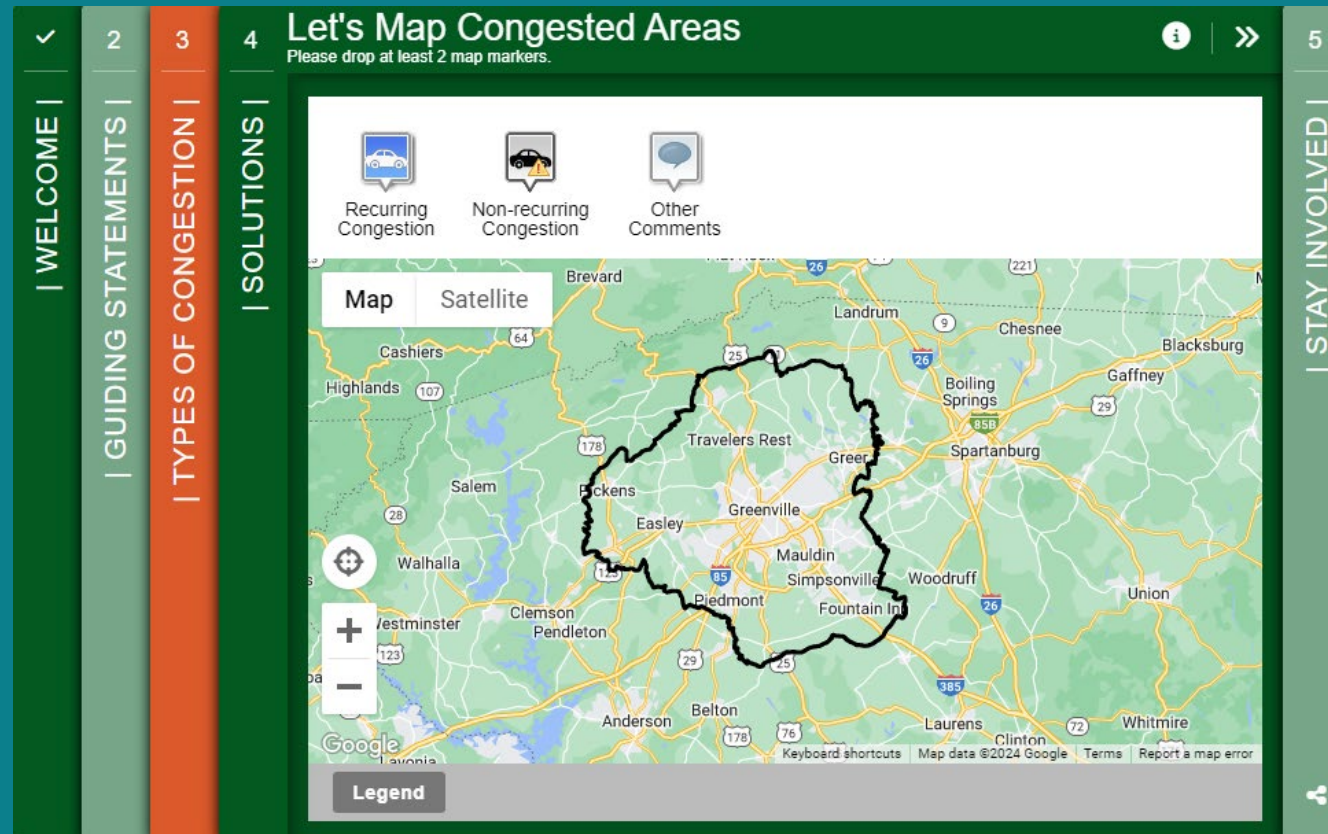 | WELCOME |
2
| GUIDING STATEMENTS |
3
| TYPES OF CONGESTION |
4
| SOLUTIONS |
Let's Map Congested Areas
Please drop at least 2 map markers.
5
| STAY INVOLVED |
Recurring
Congestion
Non-recurring
Congestion
Other
Comments
Map
Satellite
Brevard
26
221
Landrum
9
Chesnee
Blacksburg
64
Cashiers
25
26
Gaffney
Highlands
107
Boiling
Springs
29
85B
178
Travelers Rest
Greer
Spartanburg
Salem
Pickens
28
Greenville
Easley
Mauldin
Walhalla
123
85
Simpsonville
Woodruff
Piedmont
Fountain Inn
26
Union
Clemson
Westminster
Pendleton
123
29
25
385
Belton
Anderson
178
76
Laurens
72
Whitmire
Clinton
Google
Lavonia
Keyboard shortcuts
Map data ©2024 Google
Terms
Report a map error
Legend